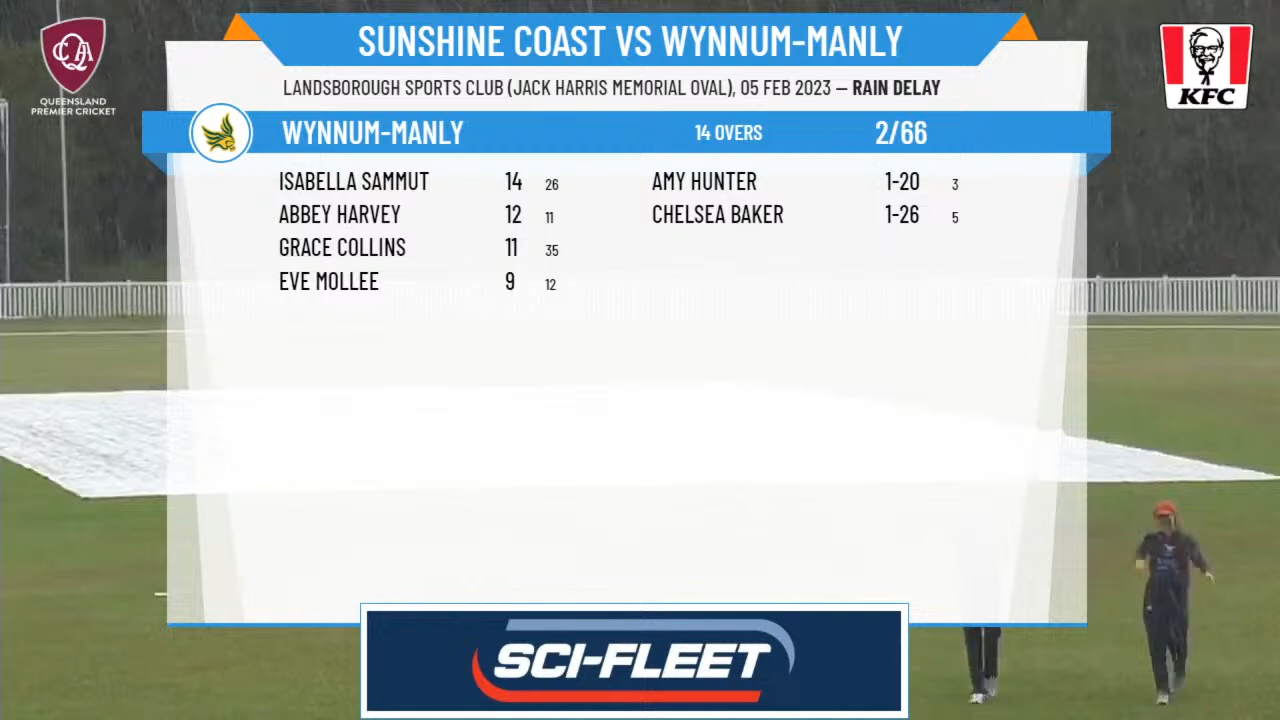 SUNSHINE COAST VS WYNNUM-MANLY
QUEENSLAND
PREMIER CRICKET
KFC
LANDSBOROUGH SPORTS CLUB (JACK HARRIS MEMORIAL OVAL), 05 FEB 2023 – RAIN DELAY
WYNNUM-MANLY 14 OVERS 2/66
ISABELLA SAMMUT 14 26 AMY HUNTER 1-20 3
ABBEY HARVEY 12 11 CHELSEA BAKER 1-26 5
GRACE COLLINS 11 35
EVE MOLLEE 9 12
SCI-FLEET